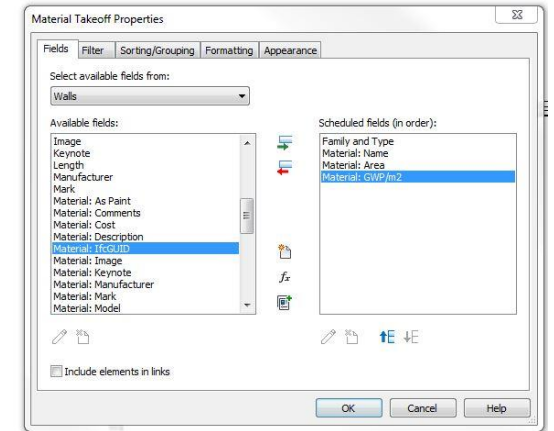 Material Takeoff Properties
Fields Filter Sorting/Grouping Formatting Appearance
Select available fields from:
Walls
Available fields:
Image
Keynote
Length
Manufacturer
Mark
Material: As Paint
Material: Comments
Material: Cost
Material: Description
Material: IfcGUID
Material: Image
Material: Keynote
Material: Manufacturer
Material: Mark
Material: Model
fx
Scheduled fields (in order):
Family and Type
Material: Name
Material: Area
Material: GWP/m2
Include elements in links
OK Cancel Help